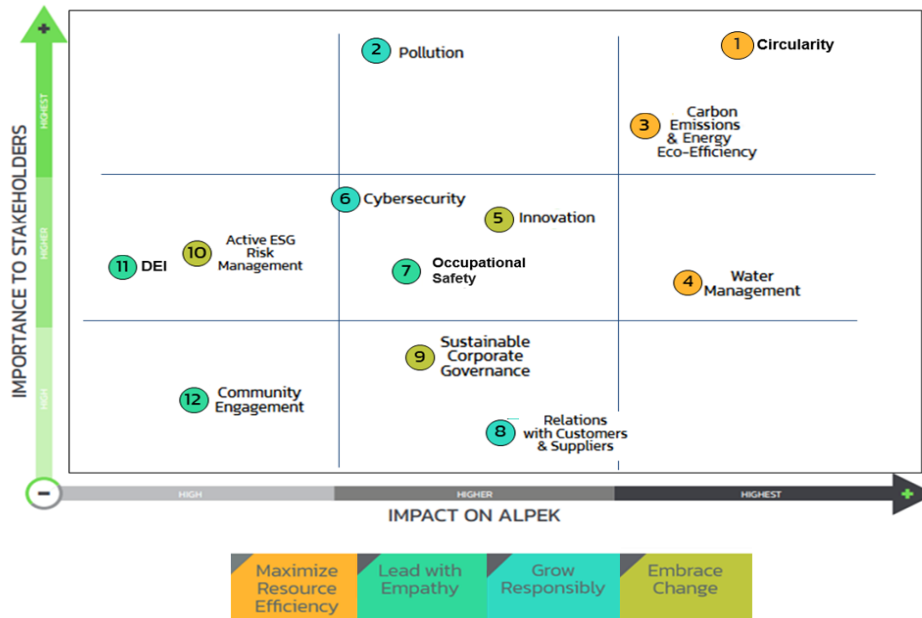 IMPORTANCE TO STAKEHOLDERS
HIGHEST
HIGHER
HIGH
1
Circularity
2
Pollution
3
Carbon
Emissions
& Energy
Eco-Efficiency
6
Cybersecurity
5
Innovation
11
DEI
10
Active ESG
Risk
Management
7
Occupational
Safety
4
Water
Management
9
Sustainable
Corporate
Governance
12
Community
Engagement
8
Relations
with Customers
& Suppliers
HIGH
HIGHER
HIGHEST
IMPACT ON ALPEK
Maximize
Resource
Efficiency
Lead with
Empathy
Grow
Responsibly
Embrace
Change